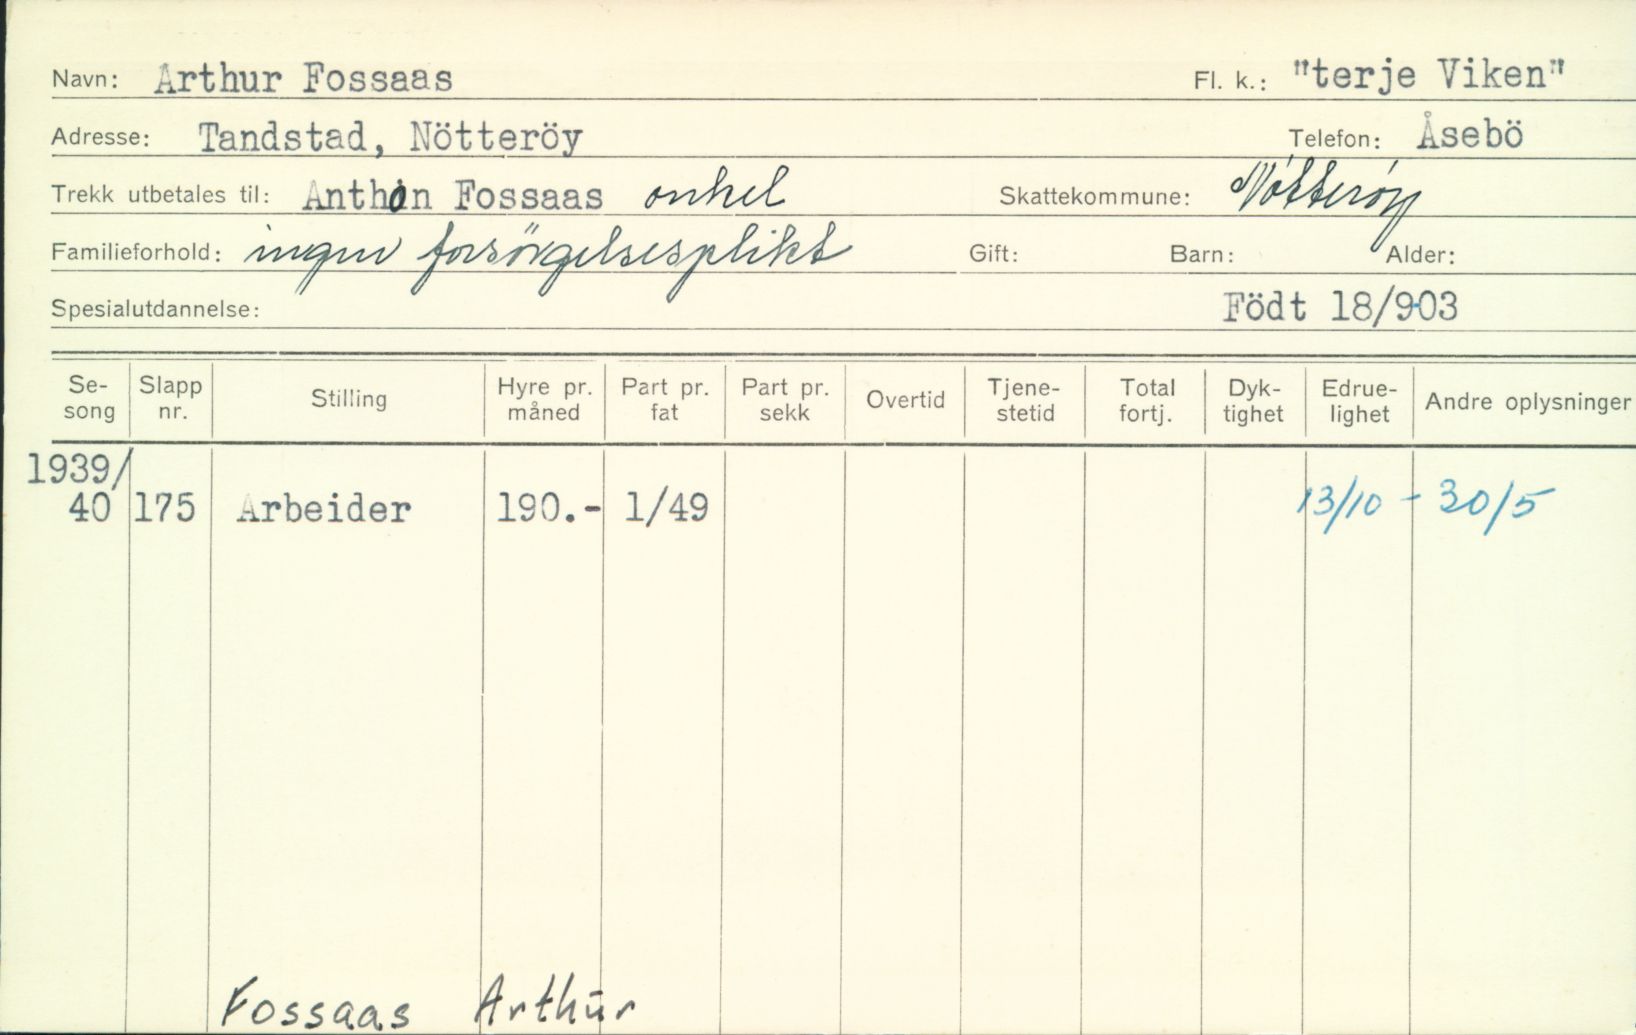 Navn: Arthur Fossaas Fl. k.: "terje Viken"
Adresse: Tandstad, Nötteröy Telefon: Åsebö
Trekk utbetales til: Anthon Fossaas onkel Skattekommune: Nötteröy
Familieforhold: ingen forsörgelsesplikt Gift: Barn: Alder:
Spesialutdannelse: Födt 18/9-03
Se- Slapp Stilling Hyre pr. Part pr. Part pr. Overtid Tjene- Total Dyk- Edrue- Andre oplysninger
song nr. måned fat sekk stetid fortj. tighet lighet
1939/
40 175 Arbeider 190.- 1/49 13/10 - 30/5
Fossaas Arthur